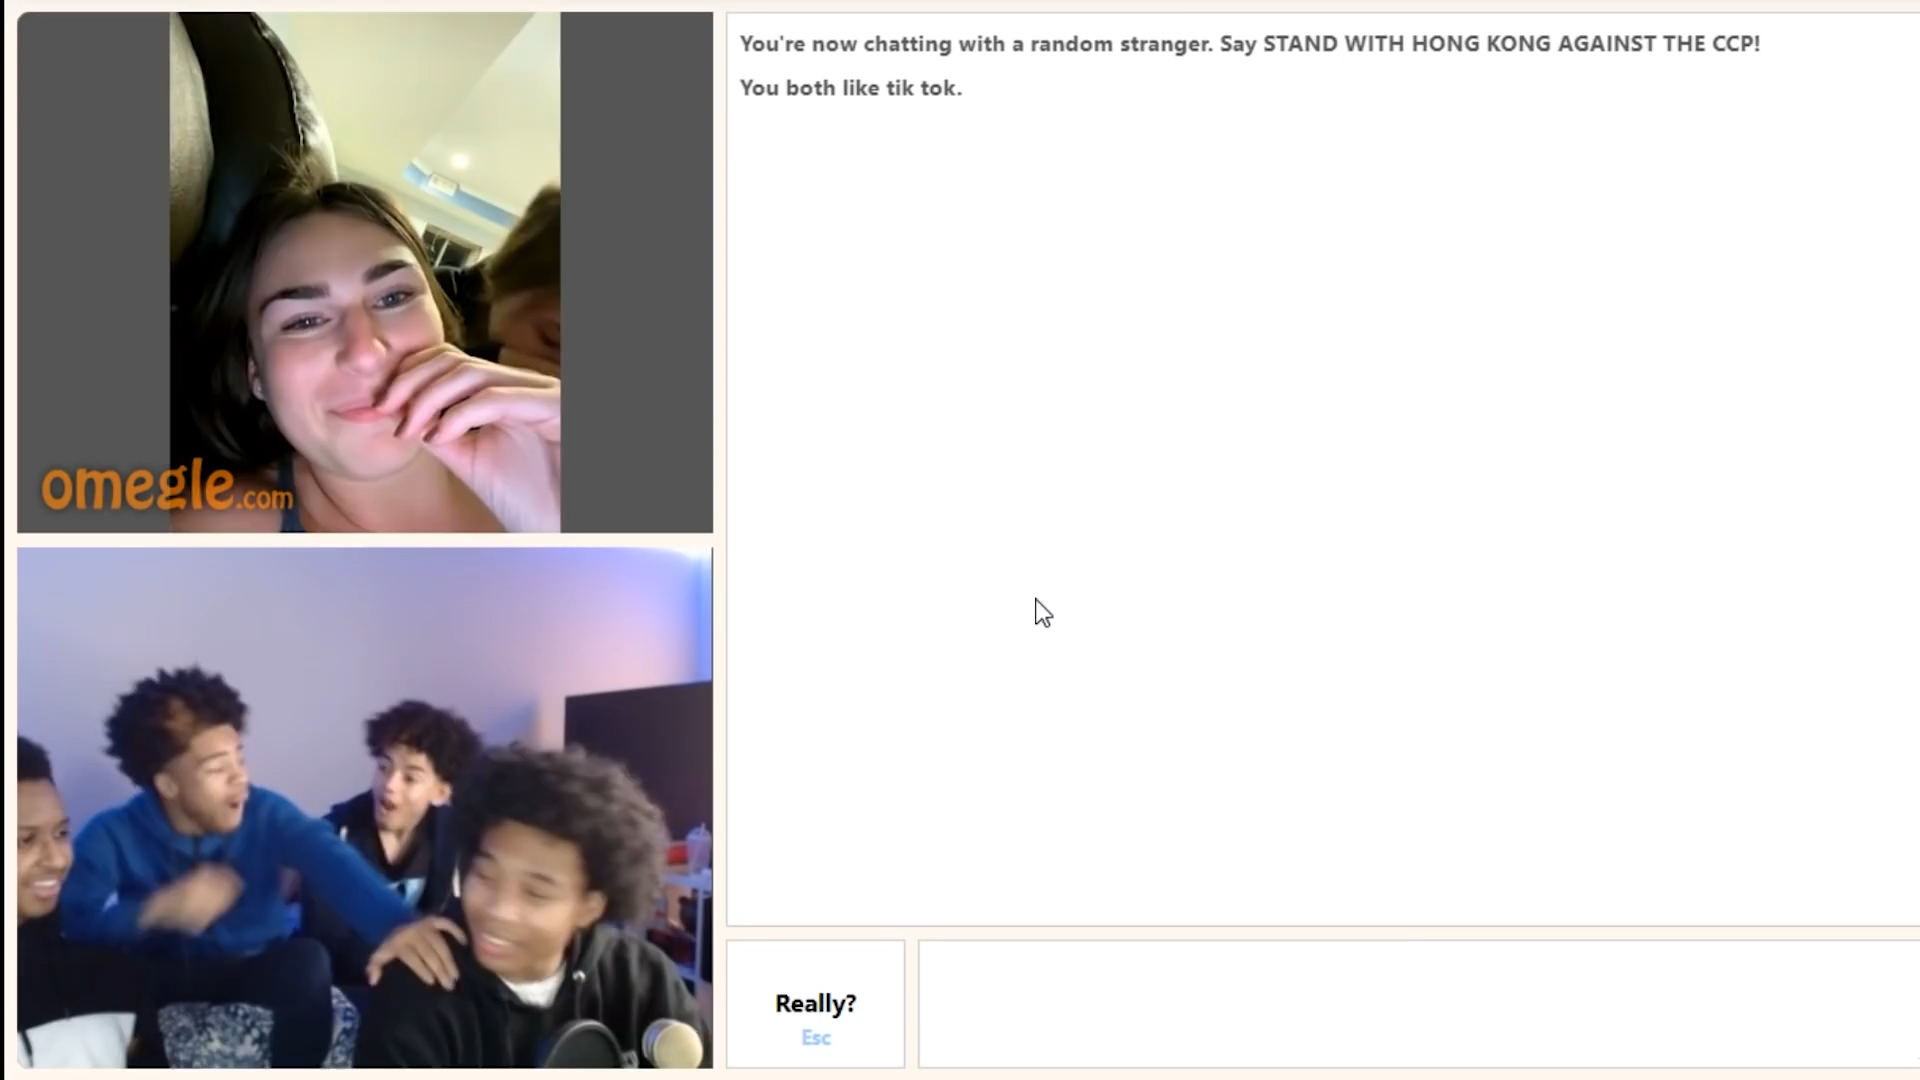 You're now chatting with a random stranger. Say STAND WITH HONG KONG AGAINST THE CCP!
You both like tik tok.
omegle.com
Really?
Esc